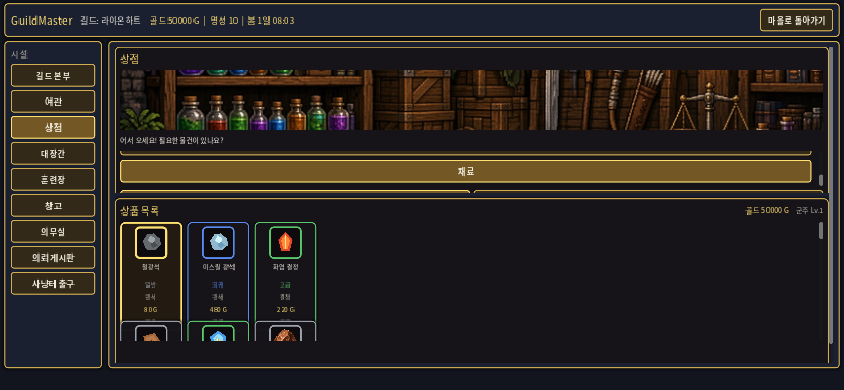 GuildMaster 길드: 라이온하트 골드 50000 G | 명성 10 | 봄 1일 08:03 마을로 돌아가기
시설
길드 본부
여관
상점
대장간
훈련장
창고
의무실
의뢰 게시판
사냥터 출구
상점
어서 오세요! 필요한 물건이 있나요?
재료
상품 목록 골드 50000 G 군주 Lv.1
철광석 미스릴 광석 화염 결정
일반 희귀 고급
광석 광석 결정
80 G 480 G 220 G